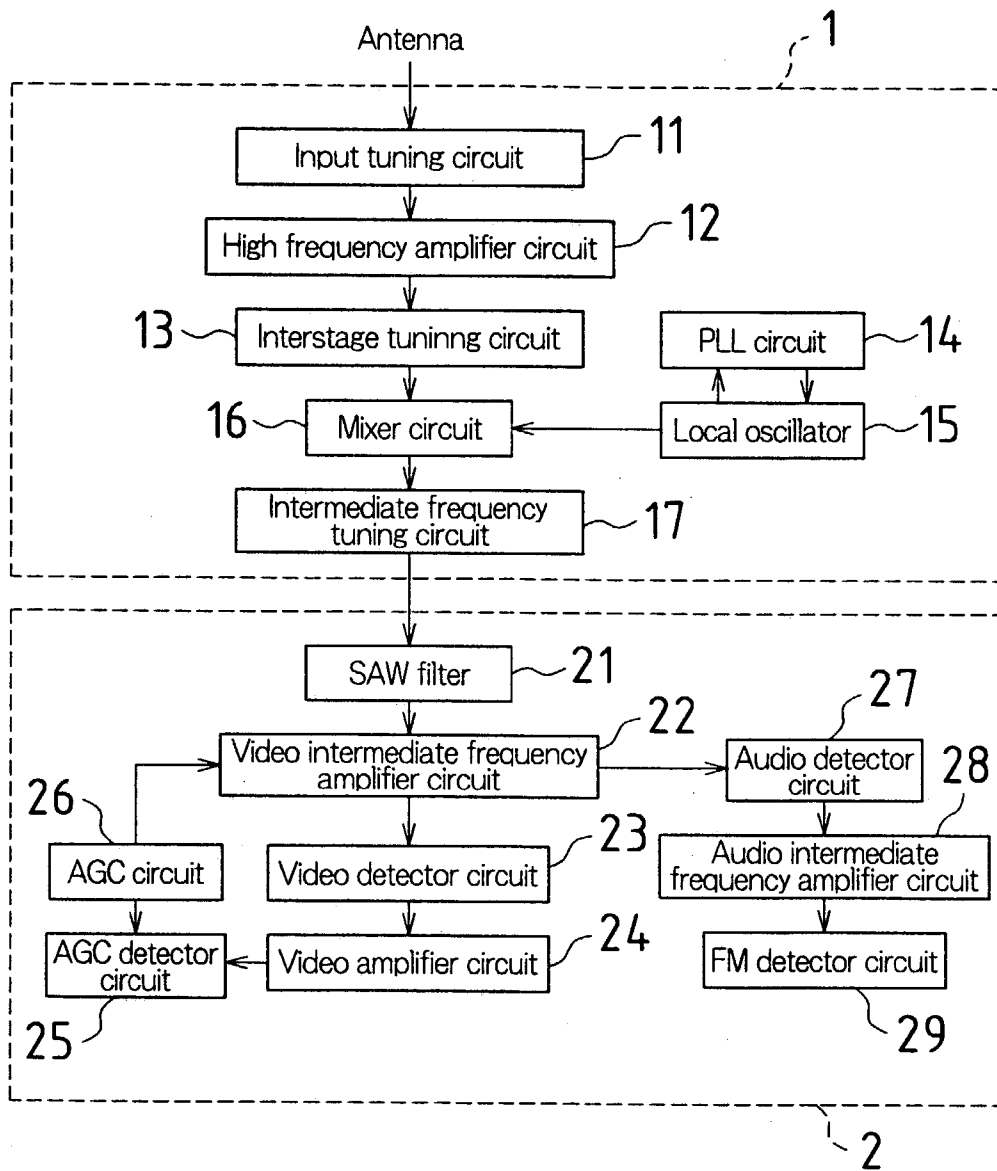 Antenna
1
Input tuning circuit
11
High frequency amplifier circuit
12
13
Interstage tuninng circuit
PLL circuit
14
16
Mixer circuit
Local oscillator
15
Intermediate frequency
tuning circuit
17
SAW filter
21
22
27
Video intermediate frequency
amplifier circuit
Audio detector
circuit
28
26
23
AGC circuit
Video detector circuit
Audio intermediate
frequency amplifier circuit
24
AGC detector
circuit
Video amplifier circuit
FM detector circuit
25
29
2